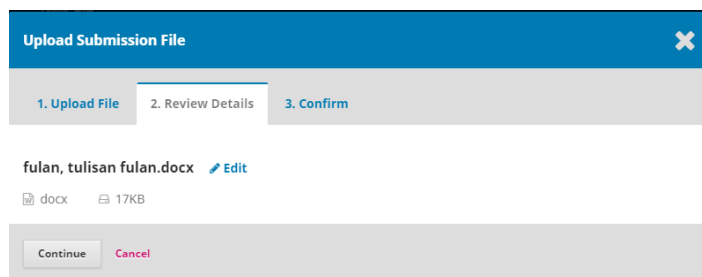 Upload Submission File
1. Upload File 2. Review Details 3. Confirm
fulan, tulisan fulan.docx Edit
docx 17KB
Continue Cancel